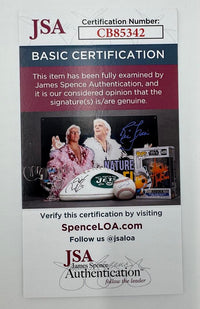 JSA
Certification Number:
CB85342
BASIC CERTIFICATION
This item has been fully examined by
James Spence Authentication, and
it is our considered opinion that the
signature(s) is/are genuine.
NATURE
JETS
Verify this certification by visiting
SpenceLOA.com
Follow us @jsaloa
JSA
James Spence
Authentication
follow the leader